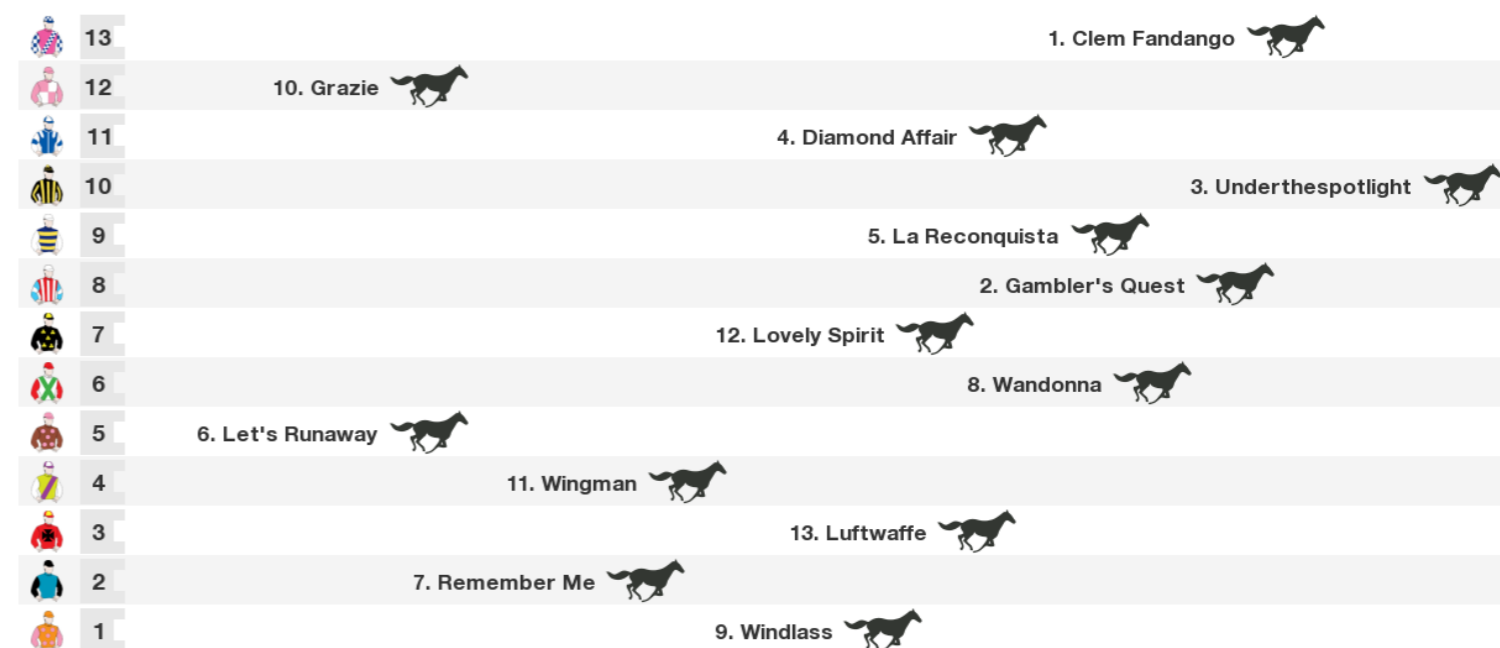 13 1. Clem Fandango
12 10. Grazie
11 4. Diamond Affair
10 3. Underthespotlight
9 5. La Reconquista
8 2. Gambler's Quest
7 12. Lovely Spirit
6 8. Wandonna
5 6. Let's Runaway
4 11. Wingman
3 13. Luftwaffe
2 7. Remember Me
1 9. Windlass